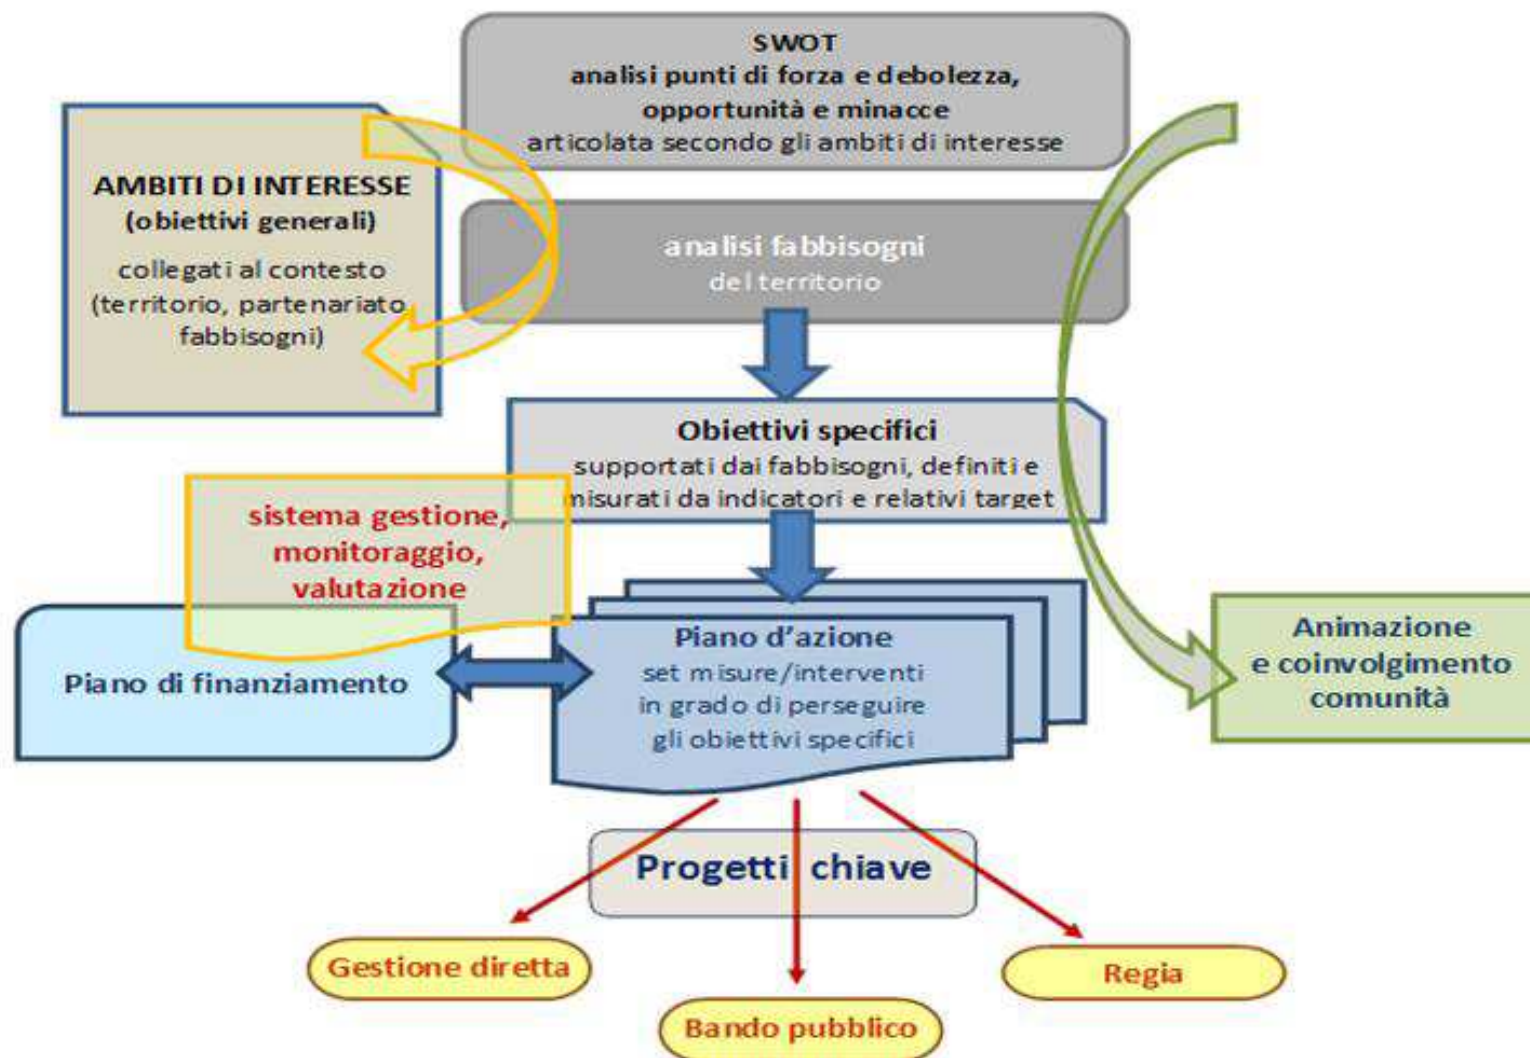 SWOT
analisi punti di forza e debolezza,
opportunità e minacce
articolata secondo gli ambiti di interesse
AMBITI DI INTERESSE
(obiettivi generali)
collegati al contesto
(territorio, partenariato
fabbisogni)
analisi fabbisogni
del territorio
Obiettivi specifici
supportati dai fabbisogni, definiti e
misurati da indicatori e relativi target
sistema gestione,
monitoraggio,
valutazione
Piano di finanziamento
Piano d'azione
set misure/interventi
in grado di perseguire
gli obiettivi specifici
Animazione
e coinvolgimento
comunità
Progetti chiave
Gestione diretta
Bando pubblico
Regia